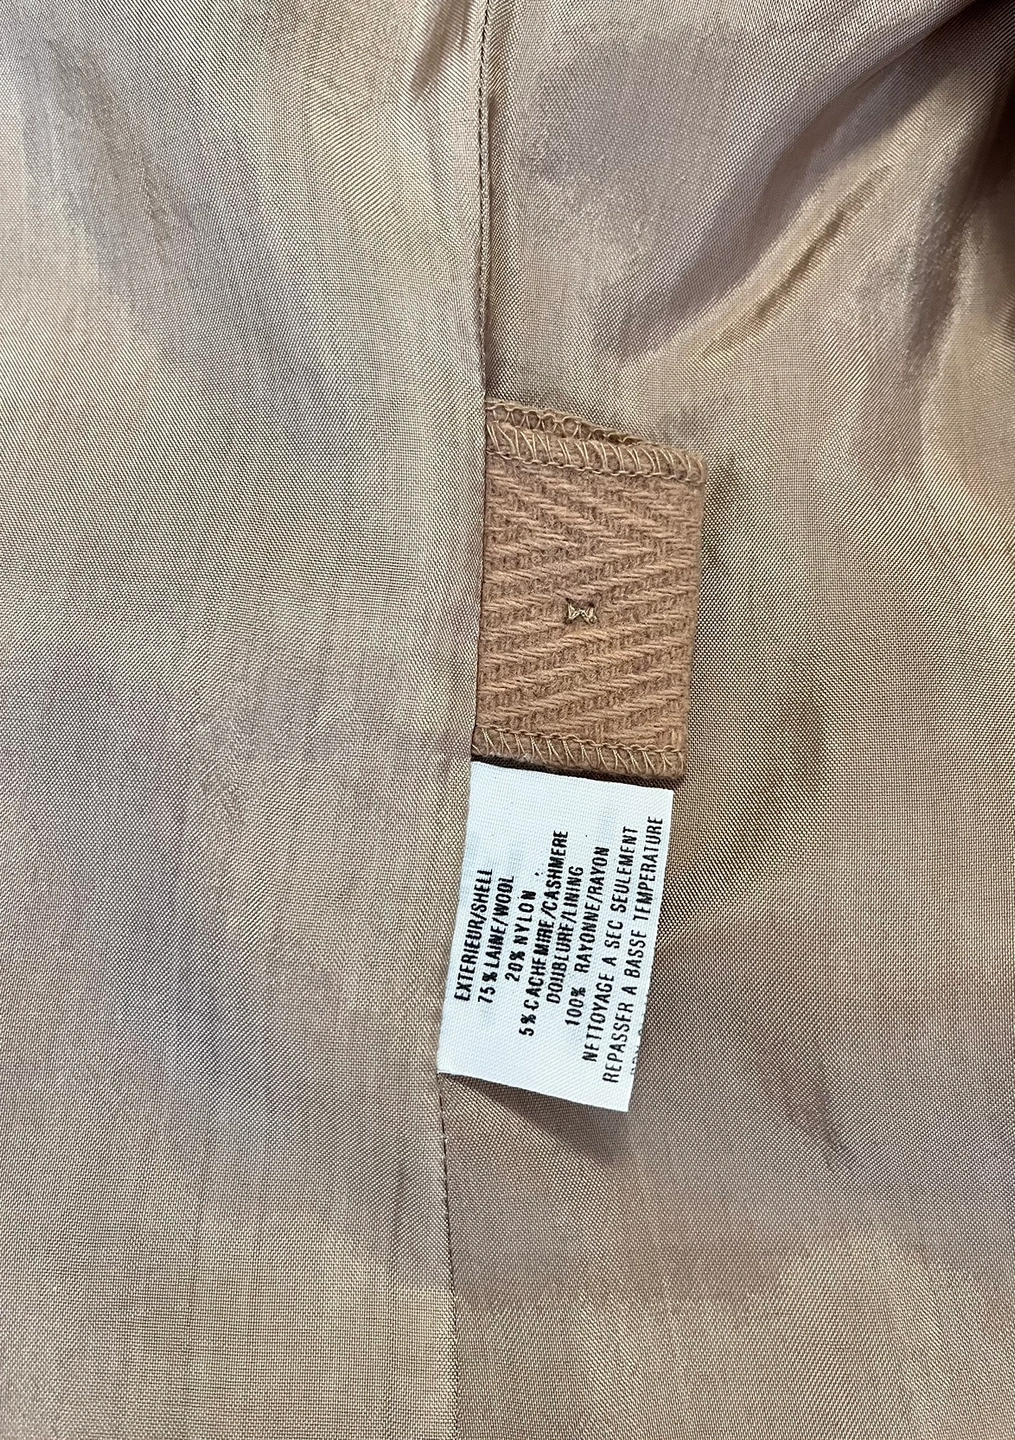 EXTERIEUR/SHELL
75% LAINE/WOOL
20% NYLON
5% CACHEMIRE/CASHMERE
DOUBLURE/LINING
100% RAYONNE/RAYON
NETTOYAGE A SEC SEULEMENT
REPASSER A BASSE TEMPERATURE